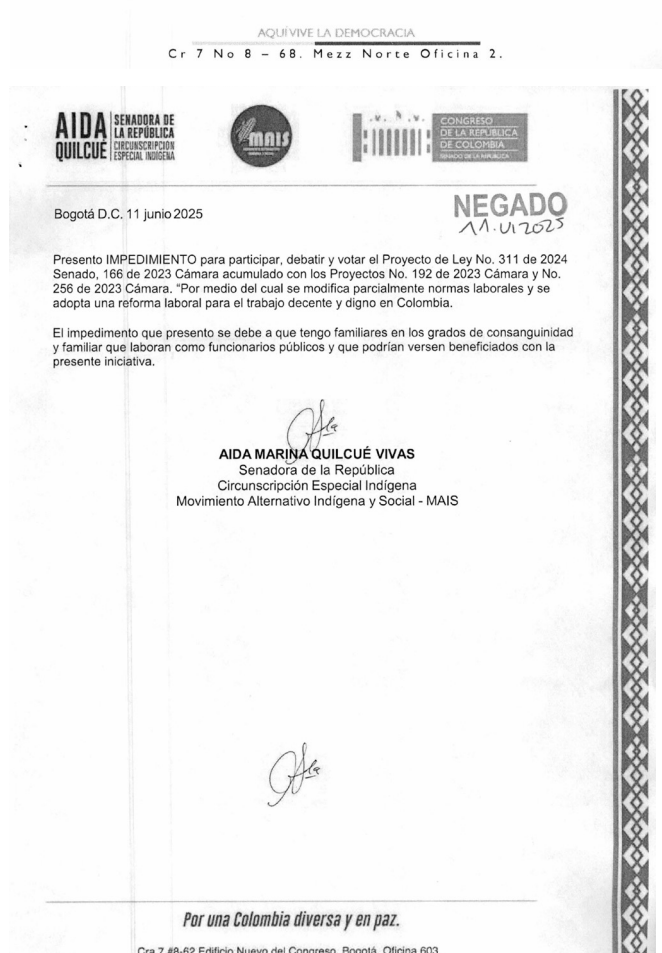 AQUÍ VIVE LA DEMOCRACIA
Cr 7 No 8 – 68. Mezz Norte Oficina 2.
AIDA QUILCUÉ
SENADORA DE
LA REPÚBLICA
CIRCUNSCRIPCIÓN
ESPECIAL INDÍGENA
MAIS
CONGRESO
DE LA REPÚBLICA
DE COLOMBIA
SENADO DE LA REPÚBLICA
Bogotá D.C. 11 junio 2025
NEGADO
11.VI 2025
Presento IMPEDIMIENTO para participar, debatir y votar el Proyecto de Ley No. 311 de 2024
Senado, 166 de 2023 Cámara acumulado con los Proyectos No. 192 de 2023 Cámara y No.
256 de 2023 Cámara. “Por medio del cual se modifica parcialmente normas laborales y se
adopta una reforma laboral para el trabajo decente y digno en Colombia.
El impedimento que presento se debe a que tengo familiares en los grados de consanguinidad
y familiar que laboran como funcionarios públicos y que podrían versen beneficiados con la
presente iniciativa.
AIDA MARINA QUILCUÉ VIVAS
Senadora de la República
Circunscripción Especial Indígena
Movimiento Alternativo Indígena y Social - MAIS
Por una Colombia diversa y en paz.
Cra 7 #8-62 Edificio Nuevo del Congreso, Bogotá, Oficina 603